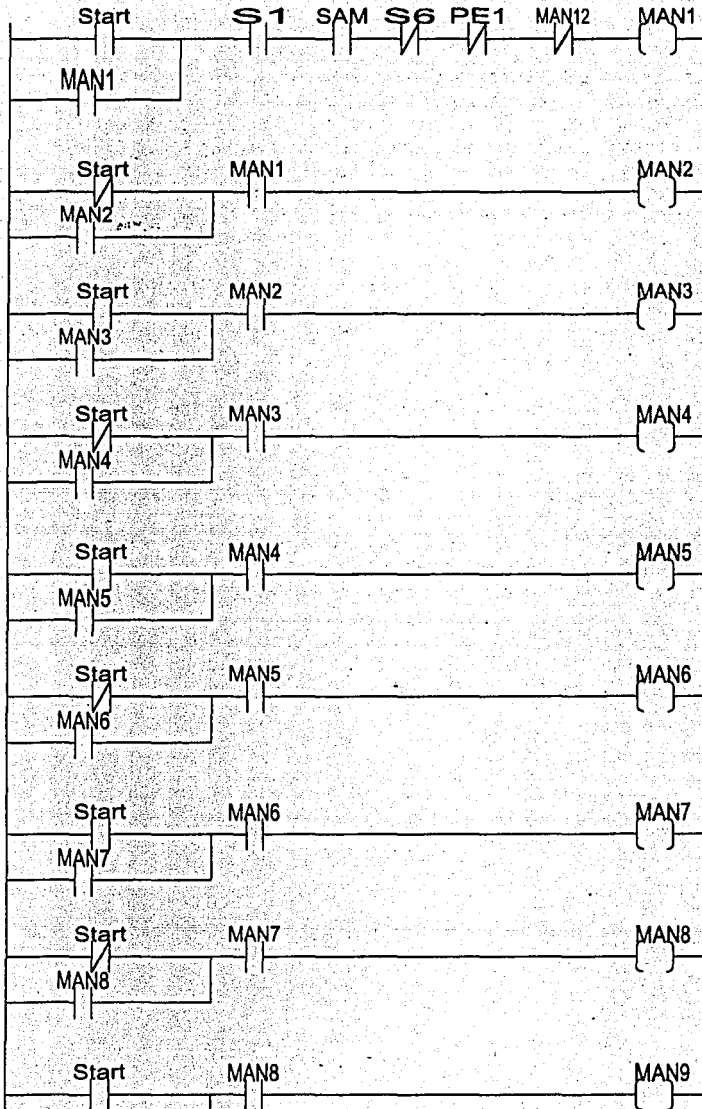 Start S1 SAM S6 PE1 MAN12 MAN1
MAN1
Start MAN1 MAN2
MAN2
Start MAN2 MAN3
MAN3
Start MAN3 MAN4
MAN4
Start MAN4 MAN5
MAN5
Start MAN5 MAN6
MAN6
Start MAN6 MAN7
MAN7
Start MAN7 MAN8
MAN8
Start MAN8 MAN9